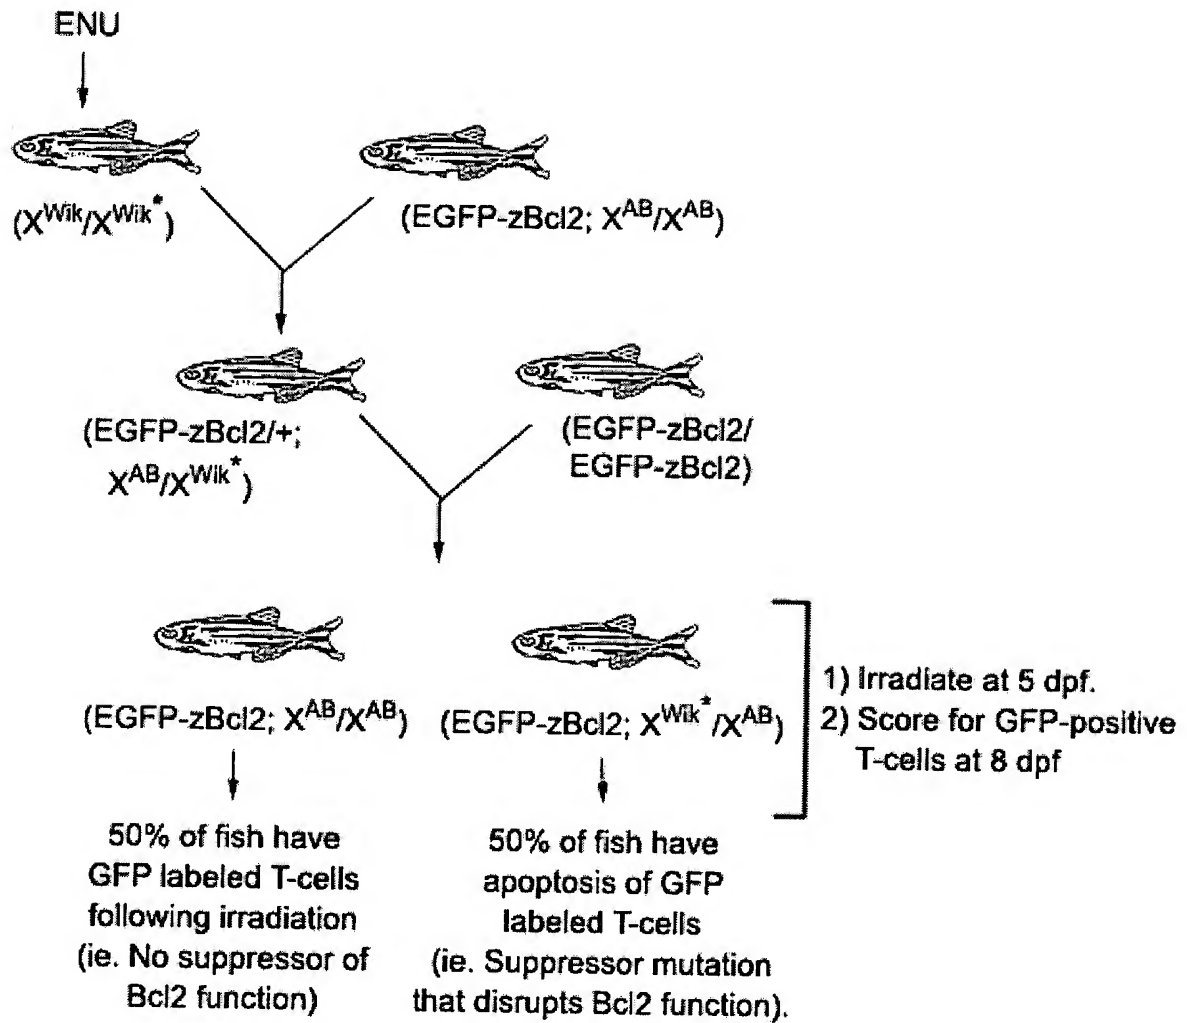 ENU
(X^Wik/X^Wik*)
(EGFP-zBcl2; X^AB/X^AB)
(EGFP-zBcl2/+;
X^AB/X^Wik*)
(EGFP-zBcl2/
EGFP-zBcl2)
(EGFP-zBcl2; X^AB/X^AB)
(EGFP-zBcl2; X^Wik*/X^AB)
1) Irradiate at 5 dpf.
2) Score for GFP-positive
T-cells at 8 dpf
50% of fish have
GFP labeled T-cells
following irradiation
(ie. No suppressor of
Bcl2 function)
50% of fish have
apoptosis of GFP
labeled T-cells
(ie. Suppressor mutation
that disrupts Bcl2 function).